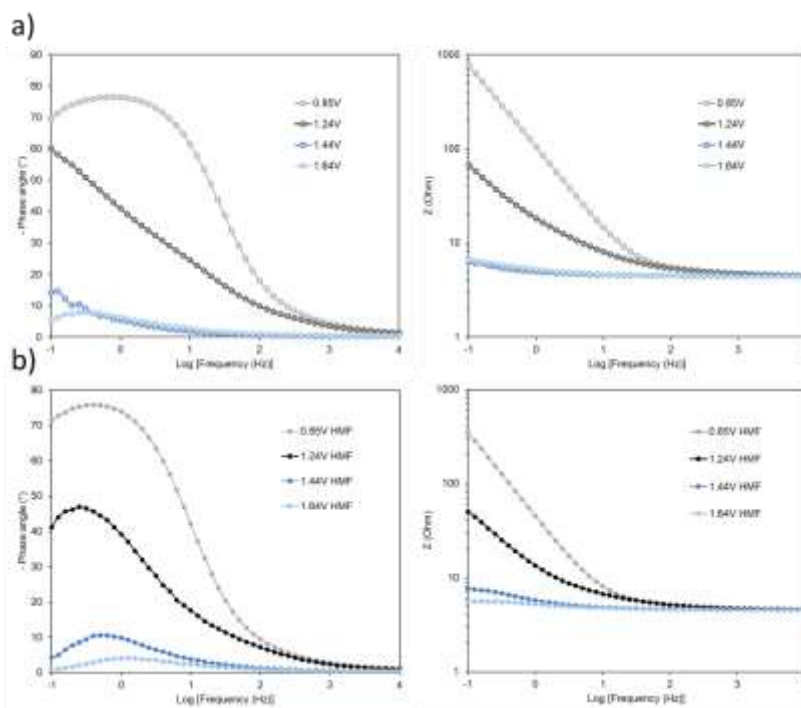 a)
90
80
70
60
50
40
30
20
10
0
- Phase angle (°)
-1 0 1 2 3 4
Log [Frequency (Hz)]
0.85V
1.24V
1.44V
1.64V
1000
100
10
1
Z (Ohm)
-1 0 1 2 3 4
Log [Frequency (Hz)]
0.85V
1.24V
1.44V
1.64V
b)
80
70
60
50
40
30
20
10
0
- Phase angle (°)
-1 0 1 2 3 4
Log [Frequency (Hz)]
0.85V HMF
1.24V HMF
1.44V HMF
1.64V HMF
1000
100
10
1
Z (Ohm)
-1 0 1 2 3
Log [Frequency (Hz)]
0.85V HMF
1.24V HMF
1.44V HMF
1.64V HMF